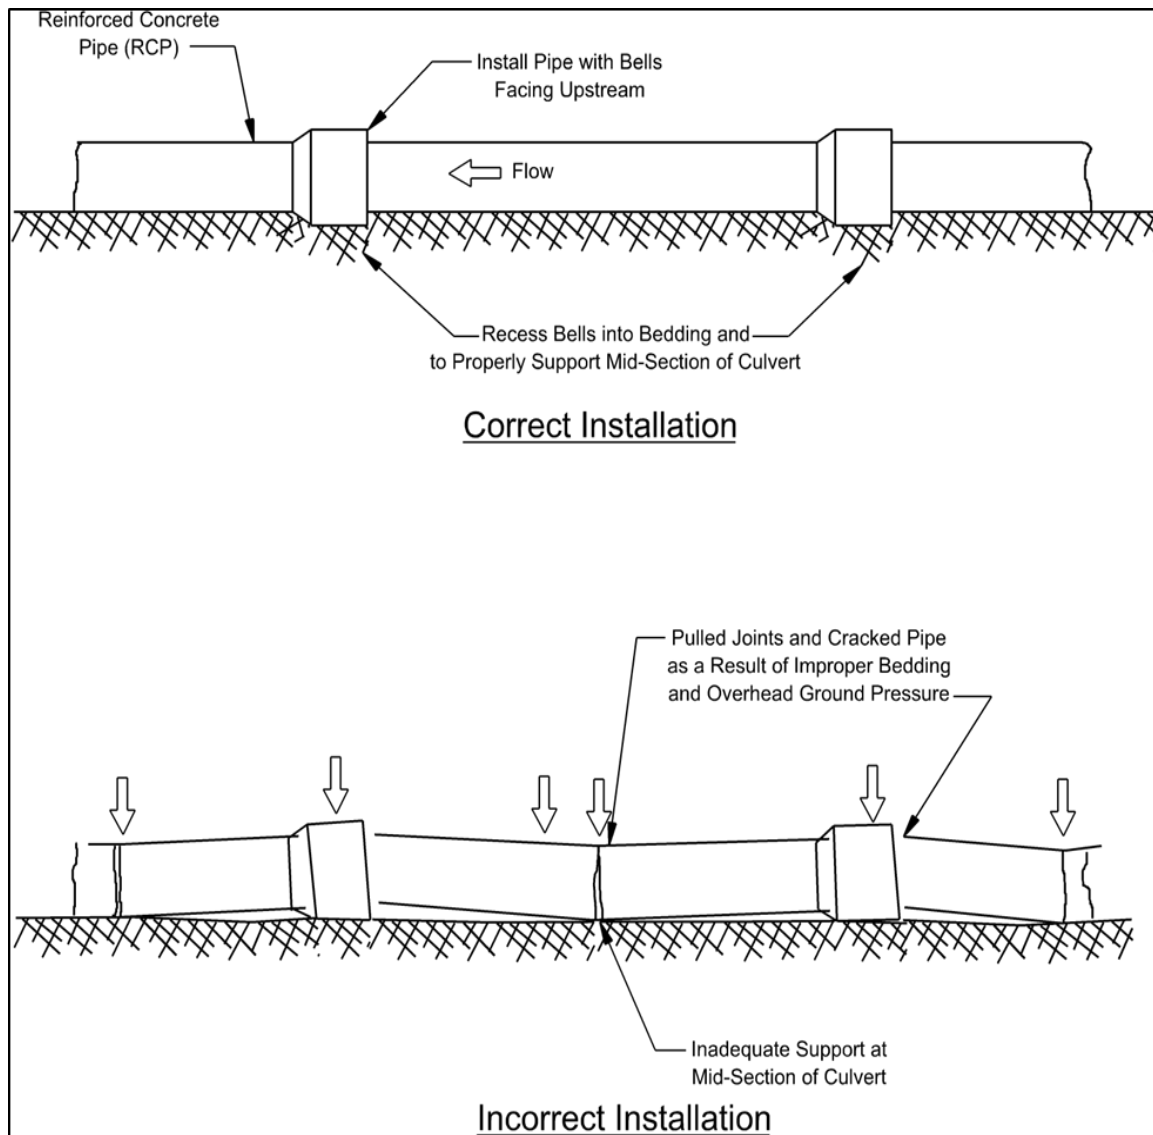 Reinforced Concrete
Pipe (RCP)
Install Pipe with Bells
Facing Upstream
Flow
Recess Bells into Bedding and
to Properly Support Mid-Section of Culvert
Correct Installation
Pulled Joints and Cracked Pipe
as a Result of Improper Bedding
and Overhead Ground Pressure
Inadequate Support at
Mid-Section of Culvert
Incorrect Installation